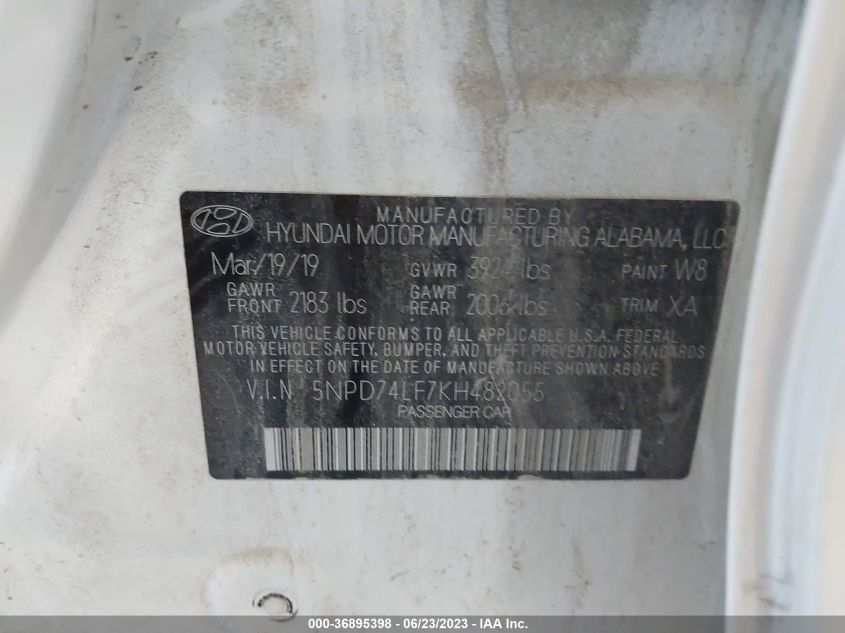 MANUFACTURED BY
HYUNDAI MOTOR MANUFACTURING ALABAMA, LLC
Mar/19/19 GVWR 3924 lbs PAINT W8
GAWR FRONT 2183 lbs GAWR REAR 2006 lbs TRIM XA
THIS VEHICLE CONFORMS TO ALL APPLICABLE U.S.A. FEDERAL
MOTOR VEHICLE SAFETY, BUMPER, AND THEFT PREVENTION STANDARDS
IN EFFECT ON THE DATE OF MANUFACTURE SHOWN ABOVE.
V.I.N 5NPD74LF7KH482055
PASSENGER CAR
000-36895398 - 06/23/2023 - IAA Inc.